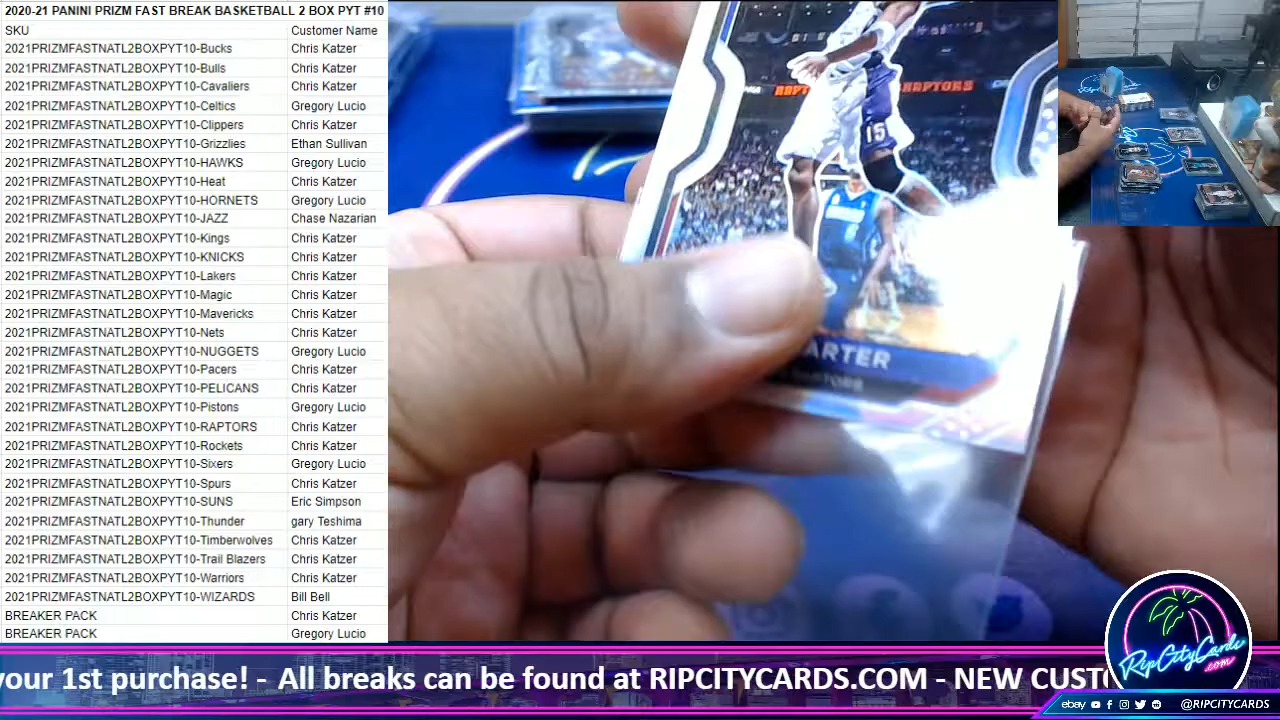 2020-21 PANINI PRIZM FAST BREAK BASKETBALL 2 BOX PYT #10
SKU Customer Name
2021PRIZMFASTNATL2BOXPYT10-Bucks Chris Katzer
2021PRIZMFASTNATL2BOXPYT10-Bulls Chris Katzer
2021PRIZMFASTNATL2BOXPYT10-Cavaliers Chris Katzer
2021PRIZMFASTNATL2BOXPYT10-Celtics Gregory Lucio
2021PRIZMFASTNATL2BOXPYT10-Clippers Chris Katzer
2021PRIZMFASTNATL2BOXPYT10-Grizzlies Ethan Sullivan
2021PRIZMFASTNATL2BOXPYT10-HAWKS Gregory Lucio
2021PRIZMFASTNATL2BOXPYT10-Heat Chris Katzer
2021PRIZMFASTNATL2BOXPYT10-HORNETS Gregory Lucio
2021PRIZMFASTNATL2BOXPYT10-JAZZ Chase Nazarian
2021PRIZMFASTNATL2BOXPYT10-Kings Chris Katzer
2021PRIZMFASTNATL2BOXPYT10-KNICKS Chris Katzer
2021PRIZMFASTNATL2BOXPYT10-Lakers Chris Katzer
2021PRIZMFASTNATL2BOXPYT10-Magic Chris Katzer
2021PRIZMFASTNATL2BOXPYT10-Mavericks Chris Katzer
2021PRIZMFASTNATL2BOXPYT10-Nets Chris Katzer
2021PRIZMFASTNATL2BOXPYT10-NUGGETS Gregory Lucio
2021PRIZMFASTNATL2BOXPYT10-Pacers Chris Katzer
2021PRIZMFASTNATL2BOXPYT10-PELICANS Chris Katzer
2021PRIZMFASTNATL2BOXPYT10-Pistons Gregory Lucio
2021PRIZMFASTNATL2BOXPYT10-RAPTORS Chris Katzer
2021PRIZMFASTNATL2BOXPYT10-Rockets Chris Katzer
2021PRIZMFASTNATL2BOXPYT10-Sixers Gregory Lucio
2021PRIZMFASTNATL2BOXPYT10-Spurs Chris Katzer
2021PRIZMFASTNATL2BOXPYT10-SUNS Eric Simpson
2021PRIZMFASTNATL2BOXPYT10-Thunder gary Teshima
2021PRIZMFASTNATL2BOXPYT10-Timberwolves Chris Katzer
2021PRIZMFASTNATL2BOXPYT10-Trail Blazers Chris Katzer
2021PRIZMFASTNATL2BOXPYT10-Warriors Chris Katzer
2021PRIZMFASTNATL2BOXPYT10-WIZARDS Bill Bell
BREAKER PACK Chris Katzer
BREAKER PACK Gregory Lucio
15
ARTER
your 1st purchase! - All breaks can be found at RIPCITYCARDS.COM - NEW CUST
RipCityCards
.com
ebay @RIPCITYCARDS